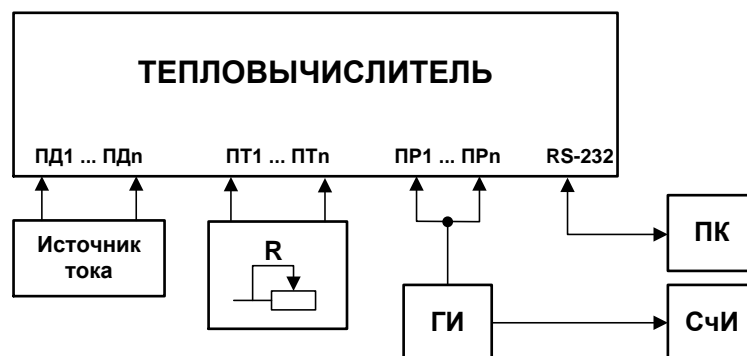 ТЕПЛОВЫЧИСЛИТЕЛЬ
ПД1 ... ПДn ПТ1 ... ПТn ПР1 ... ПРn RS-232
Источник
тока
R
ПК
ГИ
СчИ